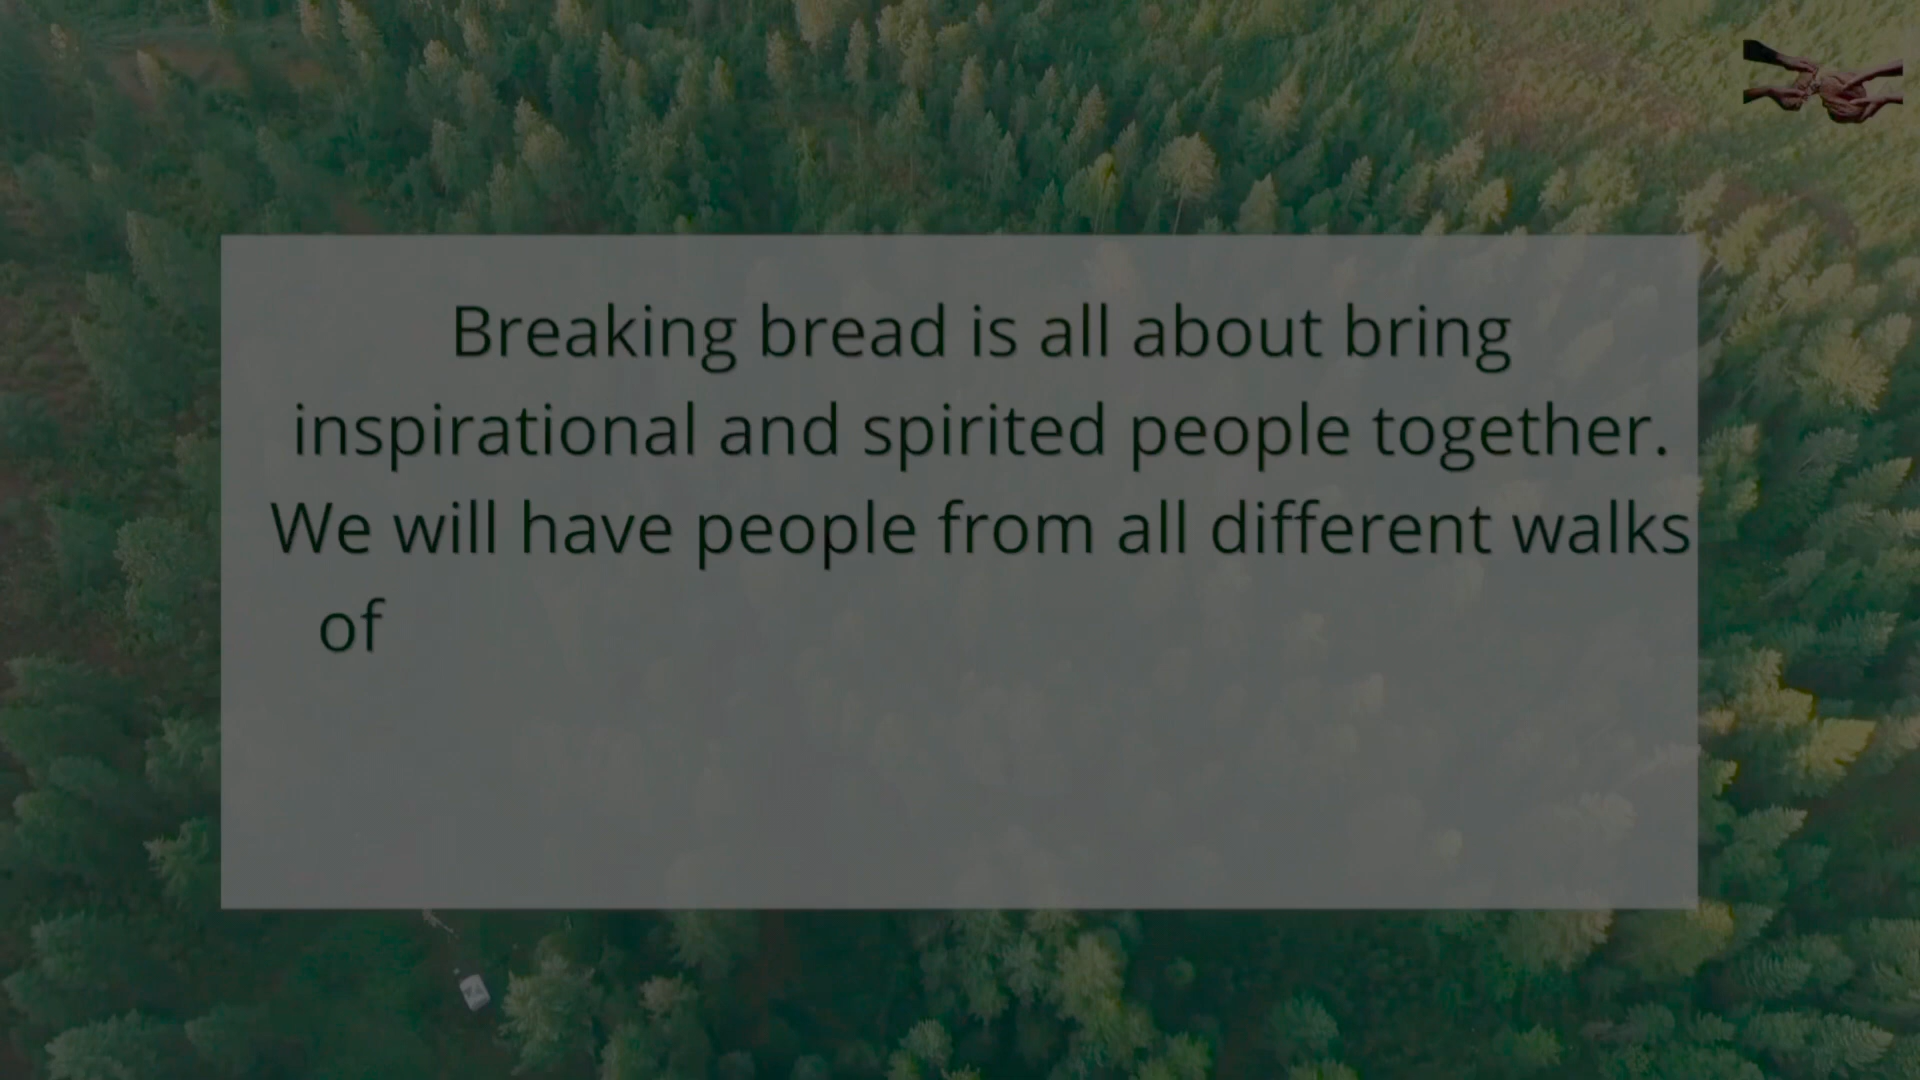 Breaking bread is all about bring
inspirational and spirited people together.
We will have people from all different walks
of